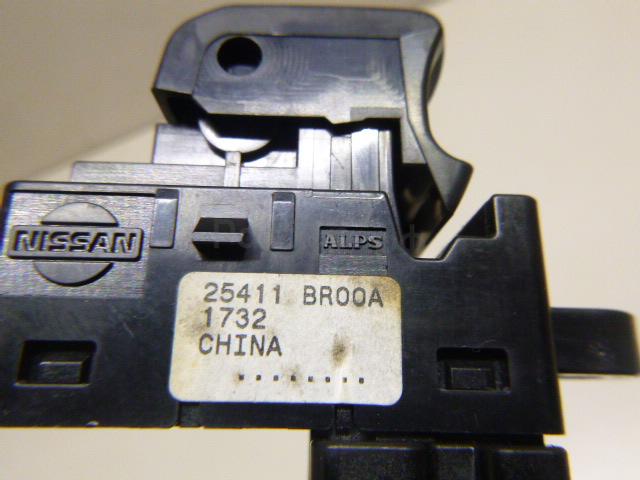 NISSAN
ALPS
25411 BR00A
1732
CHINA